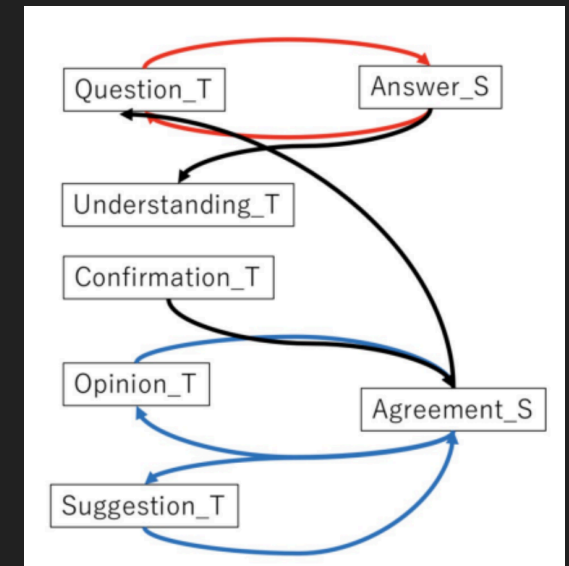 Question_T
Answer_S
Understanding_T
Confirmation_T
Opinion_T
Agreement_S
Suggestion_T